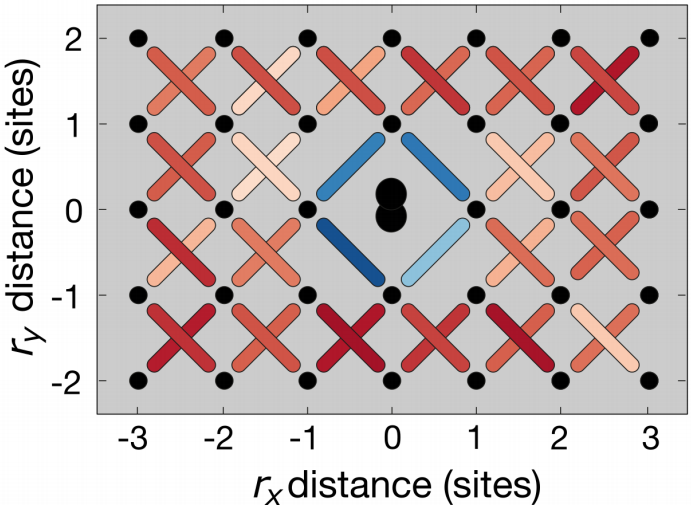 2
1
0
-1
-2
r_y distance (sites)
-3 -2 -1 0 1 2 3
r_x distance (sites)